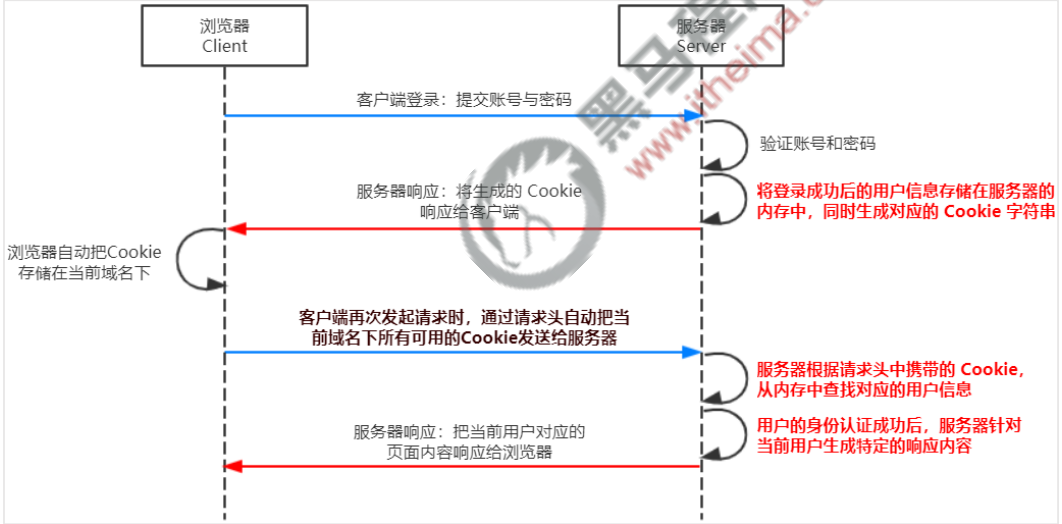 浏览器
Client
服务器
Server
客户端登录：提交账号与密码
验证账号和密码
将登录成功后的用户信息存储在服务器的
内存中，同时生成对应的 Cookie 字符串
服务器响应：将生成的 Cookie
响应给客户端
浏览器自动把Cookie
存储在当前域名下
客户端再次发起请求时，通过请求头自动把当
前域名下所有可用的Cookie发送给服务器
服务器根据请求头中携带的 Cookie，
从内存中查找对应的用户信息
用户的身份认证成功后，服务器针对
当前用户生成特定的响应内容
服务器响应：把当前用户对应的
页面内容响应给浏览器
黑马程
www.itheima.c